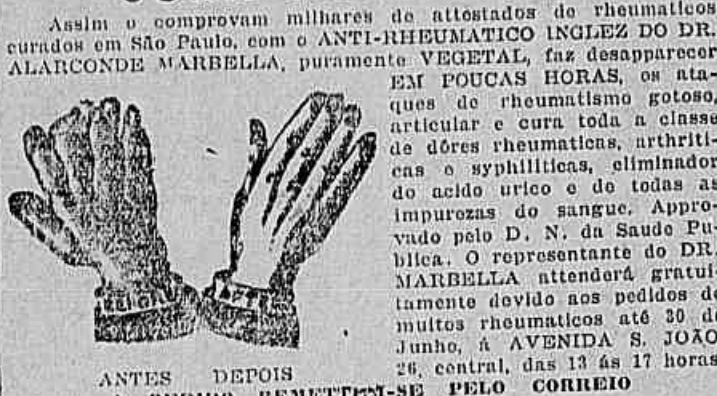 Assim o comprovam milhares de attestados de rheumaticos
curados em São Paulo, com o ANTI-RHEUMATICO INGLEZ DO DR.
ALARCONDE MARBELLA, puramente VEGETAL, faz desapparecer
EM POUCAS HORAS, os ata-
ques de rheumatismo gotoso,
articular e cura toda a classe
de dôres rheumaticas, arthriti-
cas e syphiliticas, eliminador
do acido urico e de todas as
impurezas do sangue. Appro-
vado pelo D. N. da Saude Pu-
blica. O representante do DR.
MARBELLA attenderá gratui-
tamente devido aos pedidos de
muitos rheumaticos até 30 de
Junho, á AVENIDA S. JOÃO
26, central, das 13 ás 17 horas
ANTES DEPOIS
REMETTEM-SE PELO CORREIO